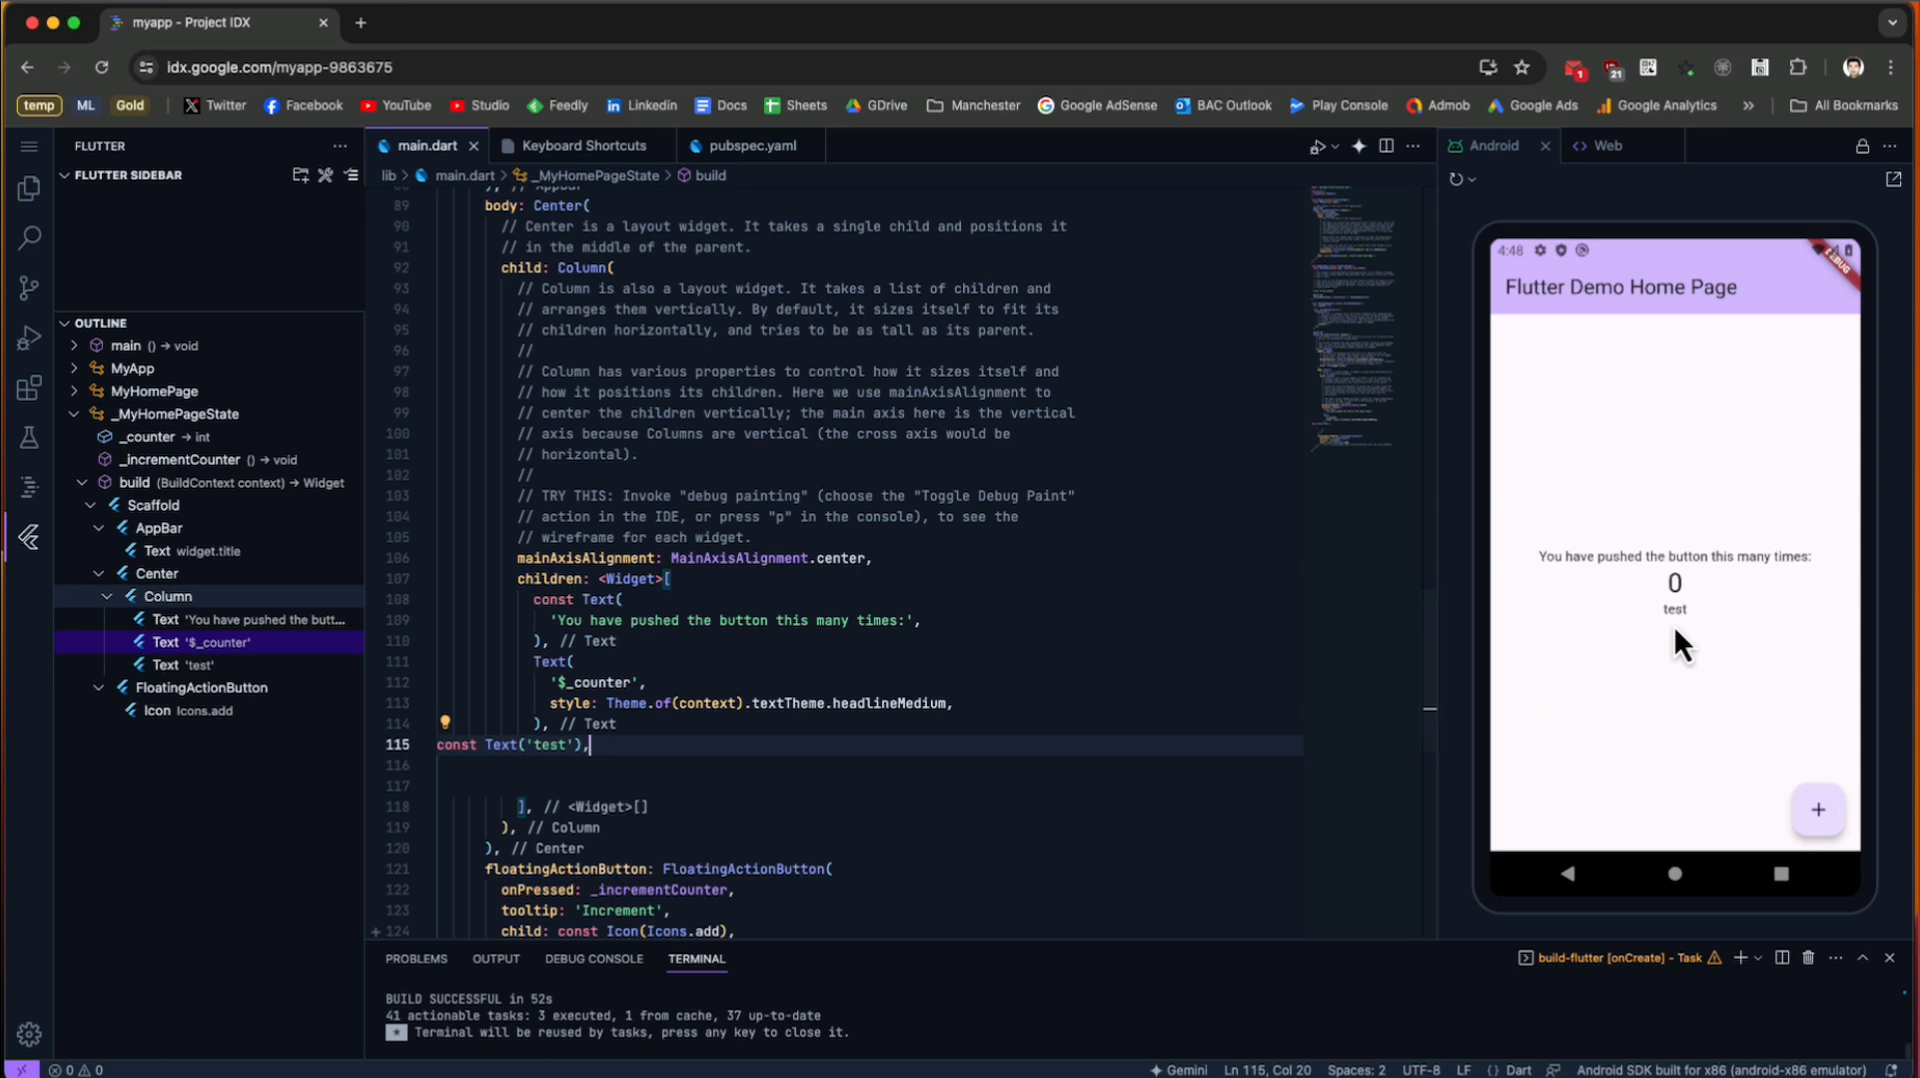 myapp - Project IDX
idx.google.com/myapp-9863675
1
21
temp ML Gold Twitter Facebook YouTube Studio Feedly Linkedin Docs Sheets GDrive Manchester Google AdSense BAC Outlook Play Console Admob Google Ads Google Analytics » All Bookmarks
FLUTTER
FLUTTER SIDEBAR
OUTLINE
main () → void
MyApp
MyHomePage
_MyHomePageState
_counter → int
_incrementCounter () → void
build (BuildContext context) → Widget
Scaffold
AppBar
Text widget.title
Center
Column
Text 'You have pushed the butt...
Text '$_counter'
Text 'test'
FloatingActionButton
Icon Icons.add
main.dart
Keyboard Shortcuts
pubspec.yaml
lib > main.dart > _MyHomePageState > build
89 body: Center(
90 // Center is a layout widget. It takes a single child and positions it
91 // in the middle of the parent.
92 child: Column(
93 // Column is also a layout widget. It takes a list of children and
94 // arranges them vertically. By default, it sizes itself to fit its
95 // children horizontally, and tries to be as tall as its parent.
96 //
97 // Column has various properties to control how it sizes itself and
98 // how it positions its children. Here we use mainAxisAlignment to
99 // center the children vertically; the main axis here is the vertical
100 // axis because Columns are vertical (the cross axis would be
101 // horizontal).
102 //
103 // TRY THIS: Invoke "debug painting" (choose the "Toggle Debug Paint"
104 // action in the IDE, or press "p" in the console), to see the
105 // wireframe for each widget.
106 mainAxisAlignment: MainAxisAlignment.center,
107 children: <Widget>[
108 const Text(
109 'You have pushed the button this many times:',
110 ), // Text
111 Text(
112 '$_counter',
113 style: Theme.of(context).textTheme.headlineMedium,
114 ), // Text
115 const Text('test'),
116
117
118 ], // <Widget>[]
119 ), // Column
120 ), // Center
121 floatingActionButton: FloatingActionButton(
122 onPressed: _incrementCounter,
123 tooltip: 'Increment',
124 child: const Icon(Icons.add),
Android
Web
4:48
DEBUG
Flutter Demo Home Page
You have pushed the button this many times:
0
test
+
PROBLEMS OUTPUT DEBUG CONSOLE TERMINAL
build-flutter [onCreate] - Task
BUILD SUCCESSFUL in 52s
41 actionable tasks: 3 executed, 1 from cache, 37 up-to-date
* Terminal will be reused by tasks, press any key to close it.
0 0
Gemini Ln 115, Col 20 Spaces: 2 UTF-8 LF {} Dart Android SDK built for x86 (android-x86 emulator)